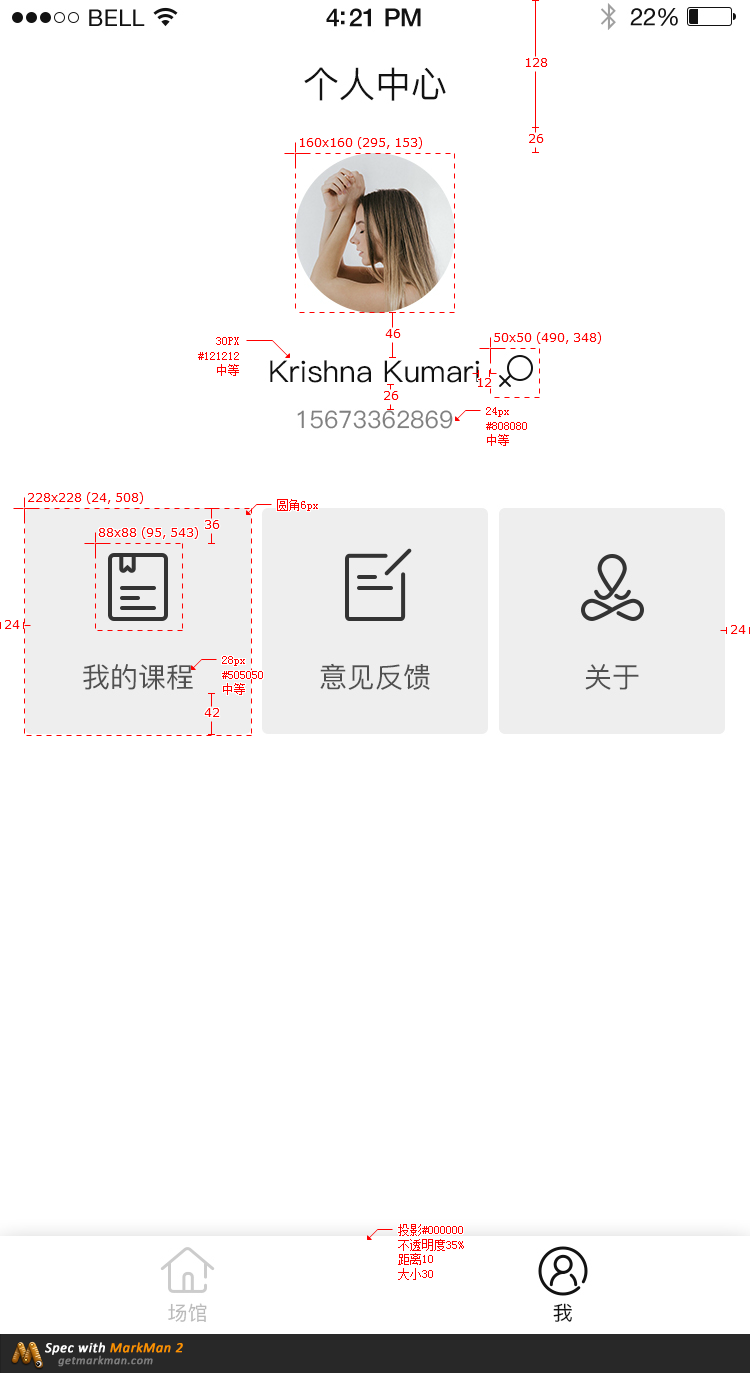 BELL
4:21 PM
22%
128
个人中心
26
160x160 (295, 153)
46
50x50 (490, 348)
30PX
#121212
中等
Krishna Kumari
12
26
15673362869
24px
#808080
中等
228x228 (24, 508)
圆角6px
36
88x88 (95, 543)
24
24
28px
#505050
中等
我的课程
意见反馈
关于
42
投影#000000
不透明度35%
距离10
大小30
场馆
我
Spec with MarkMan 2
getmarkman.com